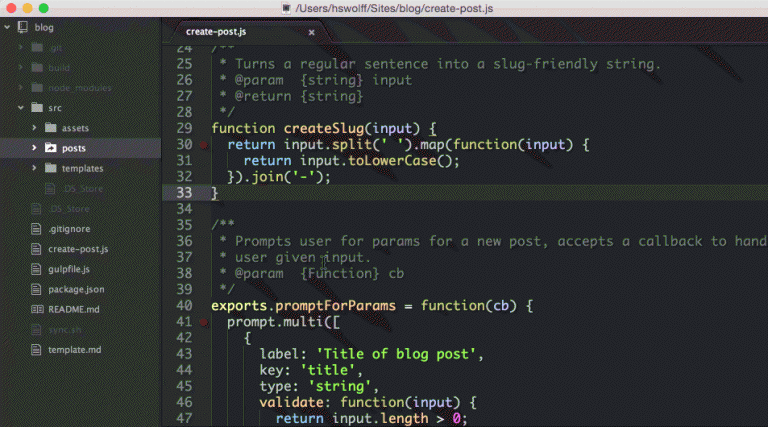 /Users/hswolff/Sites/blog/create-post.js
blog
.git
build
node_modules
src
assets
posts
templates
.DS_Store
.DS_Store
.gitignore
create-post.js
gulpfile.js
package.json
README.md
sync.sh
template.md
create-post.js ×
24 /**
25 * Turns a regular sentence into a slug-friendly string.
26 * @param {string} input
27 * @return {string}
28 */
29 function createSlug(input) {
30 return input.split(' ').map(function(input) {
31 return input.toLowerCase();
32 }).join('-');
33 }
34
35 /**
36 * Prompts user for params for a new post, accepts a callback to hand
37 * user given input.
38 * @param {Function} cb
39 */
40 exports.promptForParams = function(cb) {
41 prompt.multi([
42 {
43 label: 'Title of blog post',
44 key: 'title',
45 type: 'string',
46 validate: function(input) {
47 return input.length > 0;